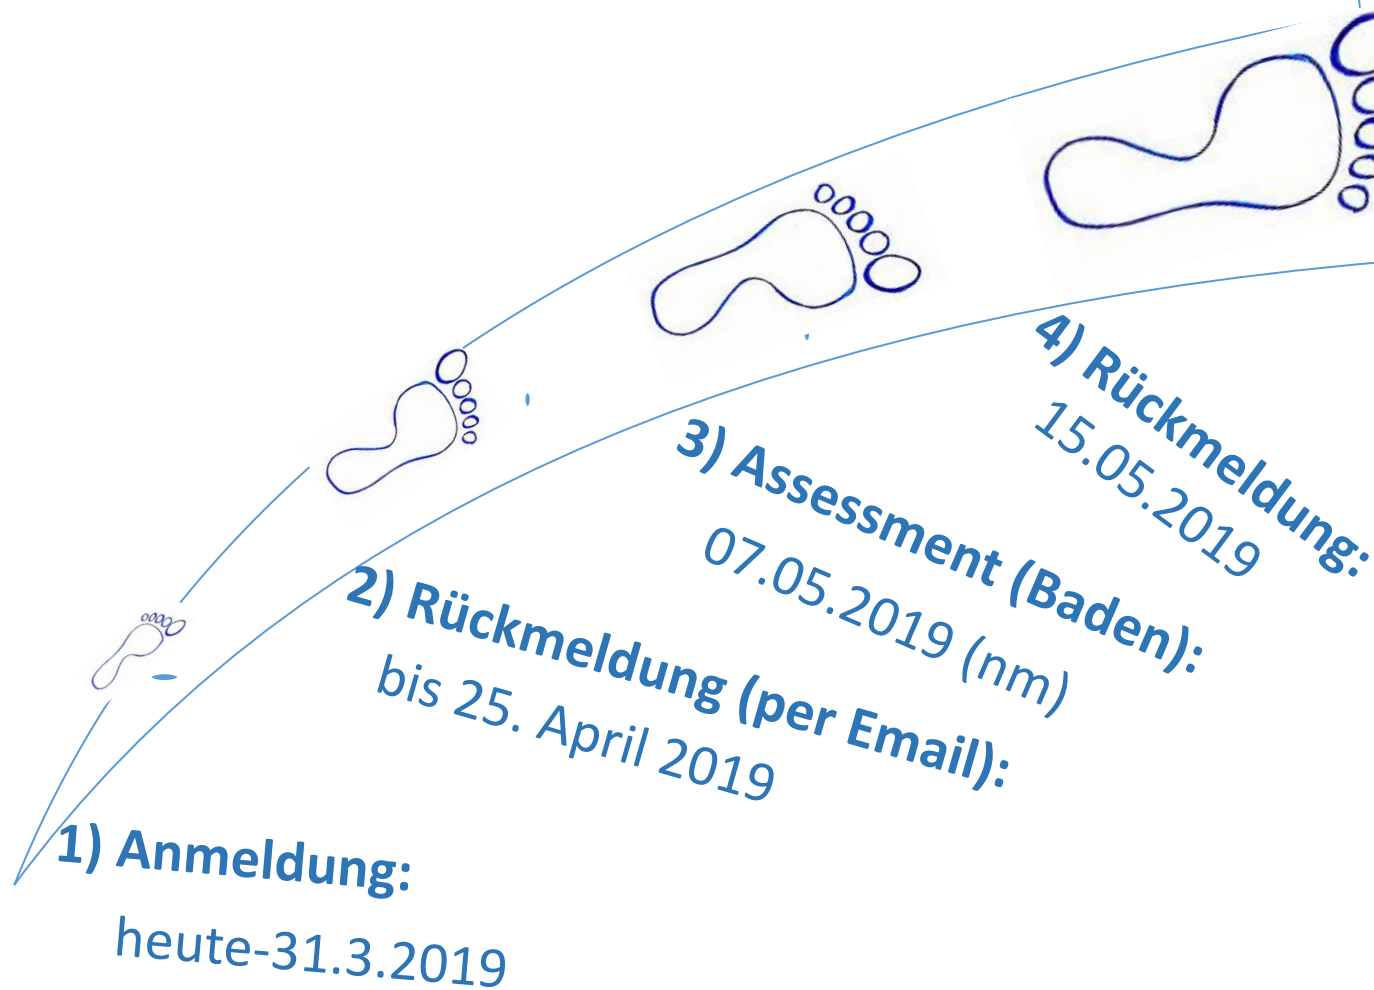 1) Anmeldung:
heute-31.3.2019
2) Rückmeldung (per Email):
bis 25. April 2019
3) Assessment (Baden):
07.05.2019 (nm)
4) Rückmeldung:
15.05.2019